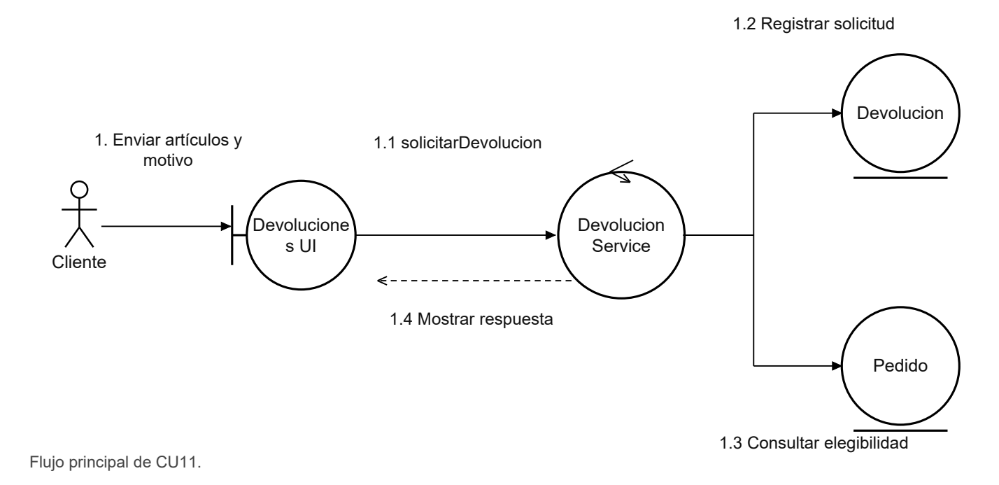 1.2 Registrar solicitud
Devolucion
1. Enviar artículos y
motivo
1.1 solicitarDevolucion
Devolucione
s UI
Devolucion
Service
Cliente
1.4 Mostrar respuesta
Pedido
1.3 Consultar elegibilidad
Flujo principal de CU11.